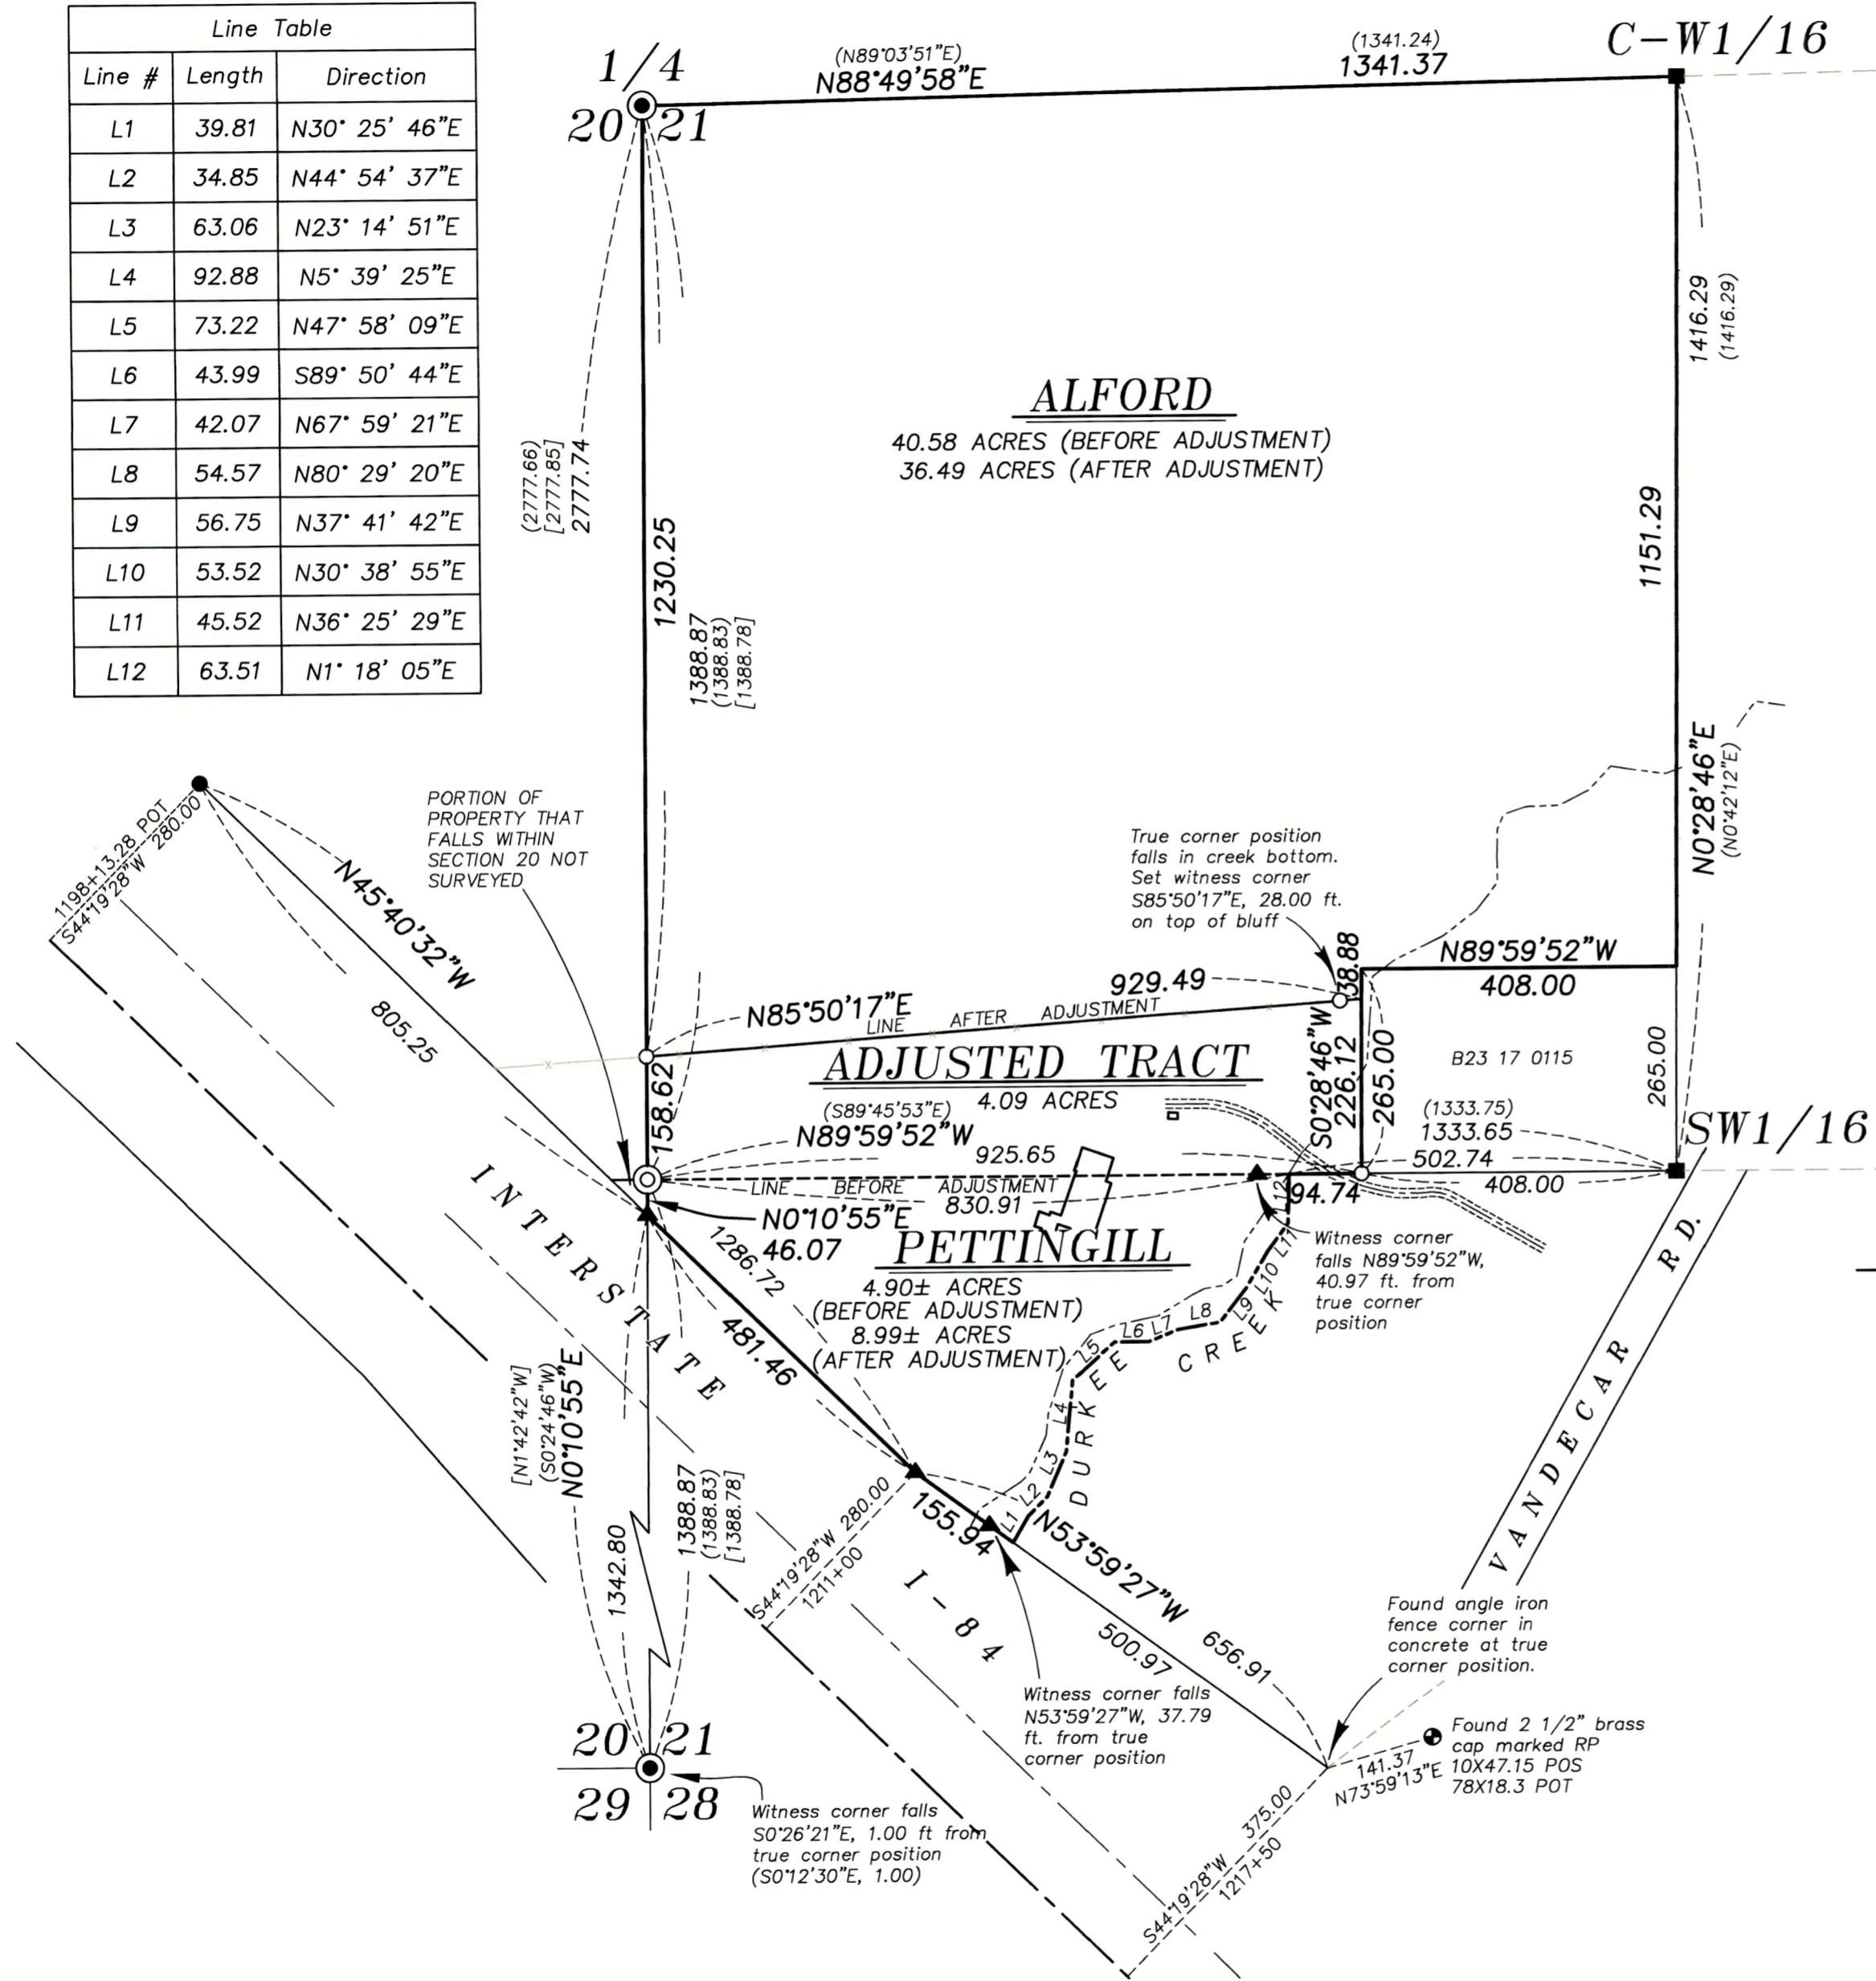 Line Table
Line # Length Direction
L1 39.81 N30° 25' 46"E
L2 34.85 N44° 54' 37"E
L3 63.06 N23° 14' 51"E
L4 92.88 N5° 39' 25"E
L5 73.22 N47° 58' 09"E
L6 43.99 S89° 50' 44"E
L7 42.07 N67° 59' 21"E
L8 54.57 N80° 29' 20"E
L9 56.75 N37° 41' 42"E
L10 53.52 N30° 38' 55"E
L11 45.52 N36° 25' 29"E
L12 63.51 N1° 18' 05"E
1/4
20 21
(N89°03'51"E)
N88°49'58"E
(1341.24)
1341.37
C-W1/16
1416.29
(1416.29)
ALFORD
40.58 ACRES (BEFORE ADJUSTMENT)
36.49 ACRES (AFTER ADJUSTMENT)
(2777.66)
[2777.85]
2777.74
1230.25
1388.87
(1388.83)
[1388.78]
1151.29
N0°28'46"E
(N0°42'12"E)
1198+13.28 POT
S44°19'28"W 280.00
N45°40'32"W
805.25
PORTION OF
PROPERTY THAT
FALLS WITHIN
SECTION 20 NOT
SURVEYED
True corner position
falls in creek bottom.
Set witness corner
S85°50'17"E, 28.00 ft.
on top of bluff
N89°59'52"W
408.00
38.88
929.49
N85°50'17"E
LINE AFTER ADJUSTMENT
ADJUSTED TRACT
4.09 ACRES
158.62
S0°28'46"W
226.12
265.00
B23 17 0115
265.00
(S89°45'53"E)
N89°59'52"W
925.65
(1333.75)
1333.65
502.74
408.00
SW1/16
LINE BEFORE ADJUSTMENT
830.91
94.74
N0°10'55"E
46.07
PETTINGILL
4.90± ACRES
(BEFORE ADJUSTMENT)
8.99± ACRES
(AFTER ADJUSTMENT)
1286.72
481.46
INTERSTATE
I-84
Witness corner
falls N89°59'52"W,
40.97 ft. from
true corner
position
L12
L11
L10
L9
L8
L7
L6
L5
L4
L3
L2
L1
DURKEE CREEK
VANDECAR RD.
[N1°42'42"W]
(S0°24'46"W)
N0°10'55"E
1342.80
1388.87
(1388.83)
[1388.78]
S44°19'28"W 280.00
1211+00
155.94
N53°59'27"W
656.91
500.97
Witness corner falls
N53°59'27"W, 37.79
ft. from true
corner position
Found angle iron
fence corner in
concrete at true
corner position.
Found 2 1/2" brass
cap marked RP
10X47.15 POS
78X18.3 POT
141.37
N73°59'13"E
S44°19'28"W 375.00
1217+50
20 21
29 28
Witness corner falls
S0°26'21"E, 1.00 ft from
true corner position
(S0°12'30"E, 1.00)